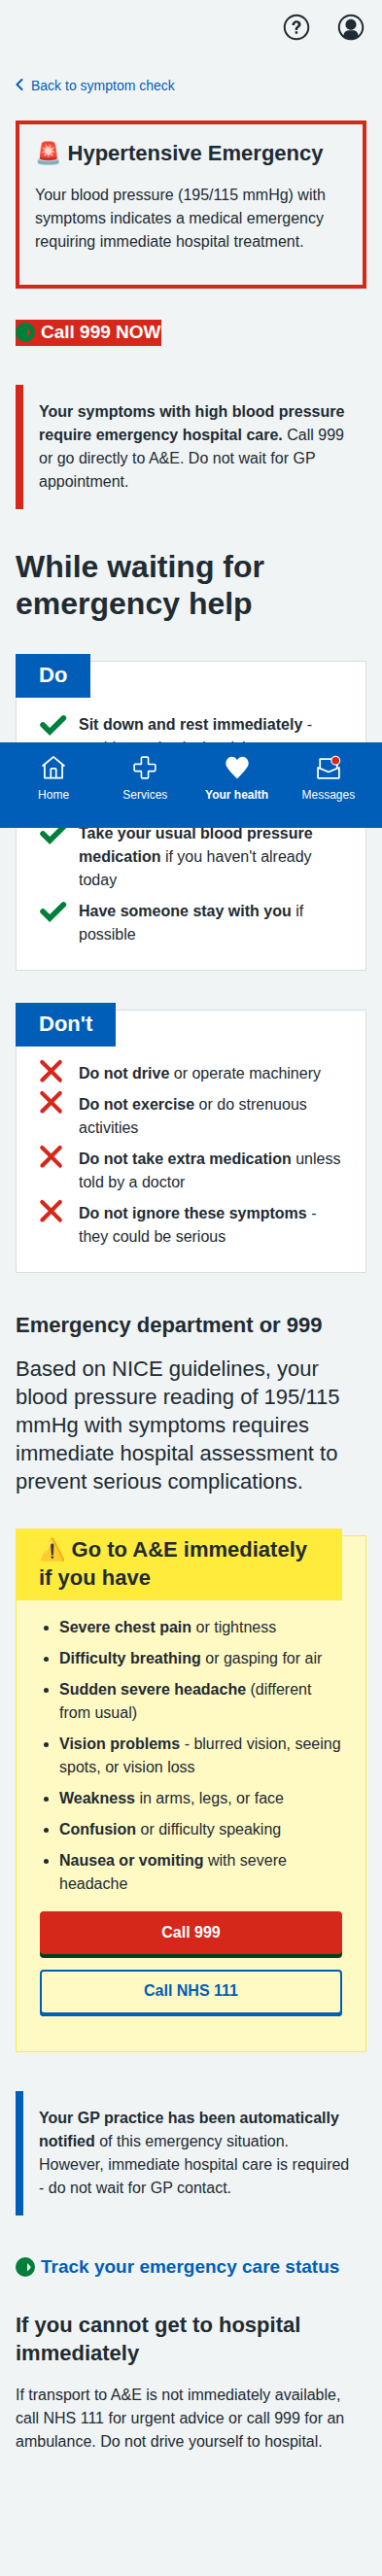 Back to symptom check
🚨 Hypertensive Emergency
Your blood pressure (195/115 mmHg) with
symptoms indicates a medical emergency
requiring immediate hospital treatment.
Call 999 NOW
Your symptoms with high blood pressure
require emergency hospital care. Call 999
or go directly to A&E. Do not wait for GP
appointment.
While waiting for
emergency help
Do
Sit down and rest immediately -
Home
Services
Your health
Messages
Take your usual blood pressure
medication if you haven't already
today
Have someone stay with you if
possible
Don't
Do not drive or operate machinery
Do not exercise or do strenuous
activities
Do not take extra medication unless
told by a doctor
Do not ignore these symptoms -
they could be serious
Emergency department or 999
Based on NICE guidelines, your
blood pressure reading of 195/115
mmHg with symptoms requires
immediate hospital assessment to
prevent serious complications.
⚠️ Go to A&E immediately
if you have
Severe chest pain or tightness
Difficulty breathing or gasping for air
Sudden severe headache (different
from usual)
Vision problems - blurred vision, seeing
spots, or vision loss
Weakness in arms, legs, or face
Confusion or difficulty speaking
Nausea or vomiting with severe
headache
Call 999
Call NHS 111
Your GP practice has been automatically
notified of this emergency situation.
However, immediate hospital care is required
- do not wait for GP contact.
Track your emergency care status
If you cannot get to hospital
immediately
If transport to A&E is not immediately available,
call NHS 111 for urgent advice or call 999 for an
ambulance. Do not drive yourself to hospital.